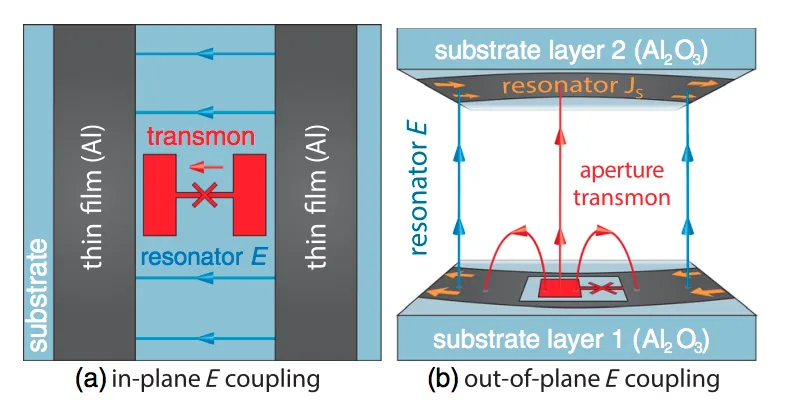 substrate
thin film (Al)
transmon
resonator E
thin film (Al)
(a) in-plane E coupling
substrate layer 2 (Al₂O₃)
resonator Jₛ
resonator E
aperture
transmon
substrate layer 1 (Al₂O₃)
(b) out-of-plane E coupling